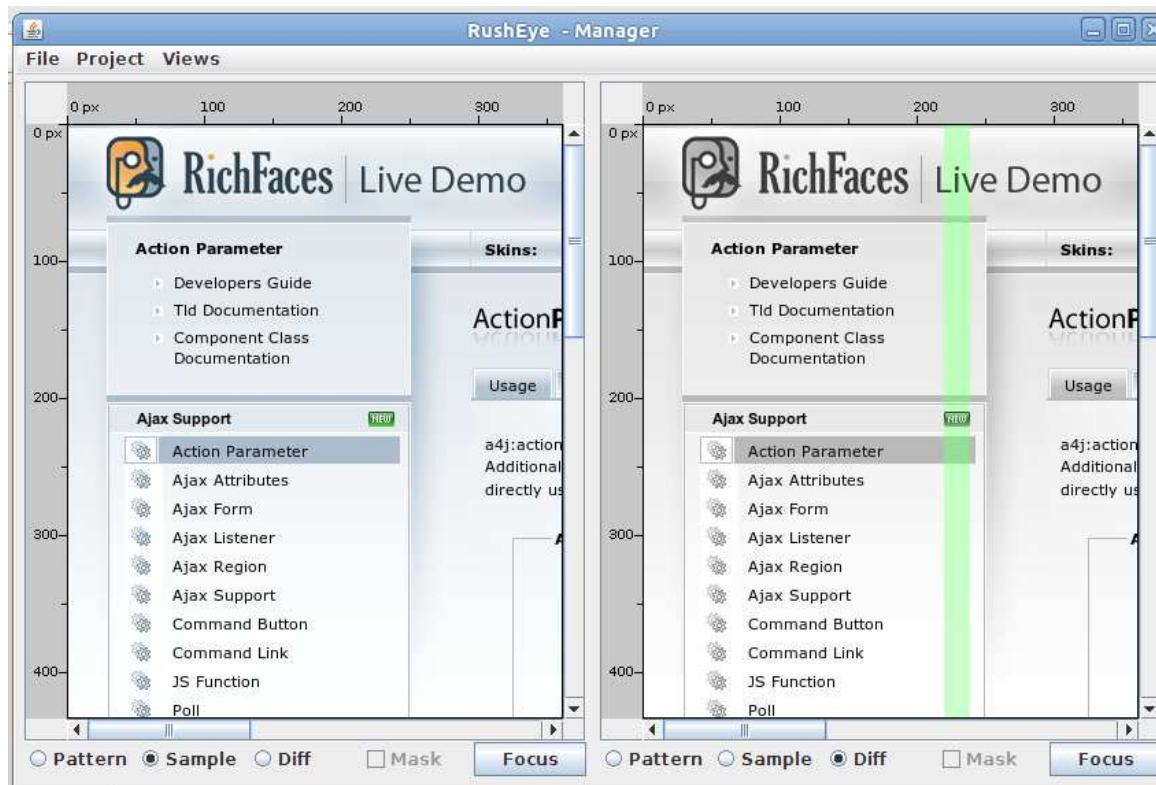 RushEye - Manager
File Project Views
0 px 100 200 300
0 px
100
200
300
400
RichFaces Live Demo
Action Parameter
Skins:
Developers Guide
Tld Documentation
Component Class
Documentation
ActionP
Usage
Ajax Support NEW
Action Parameter
a4j:action
Ajax Attributes
Additional
directly us
Ajax Form
Ajax Listener
A
Ajax Region
Ajax Support
Command Button
Command Link
JS Function
Poll
Pattern Sample Diff Mask Focus
0 px 100 200 300
0 px
100
200
300
400
RichFaces Live Demo
Action Parameter
Skins:
Developers Guide
Tld Documentation
Component Class
Documentation
ActionP
Usage
Ajax Support NEW
Action Parameter
a4j:action
Ajax Attributes
Additional
directly us
Ajax Form
Ajax Listener
A
Ajax Region
Ajax Support
Command Button
Command Link
JS Function
Poll
Pattern Sample Diff Mask Focus